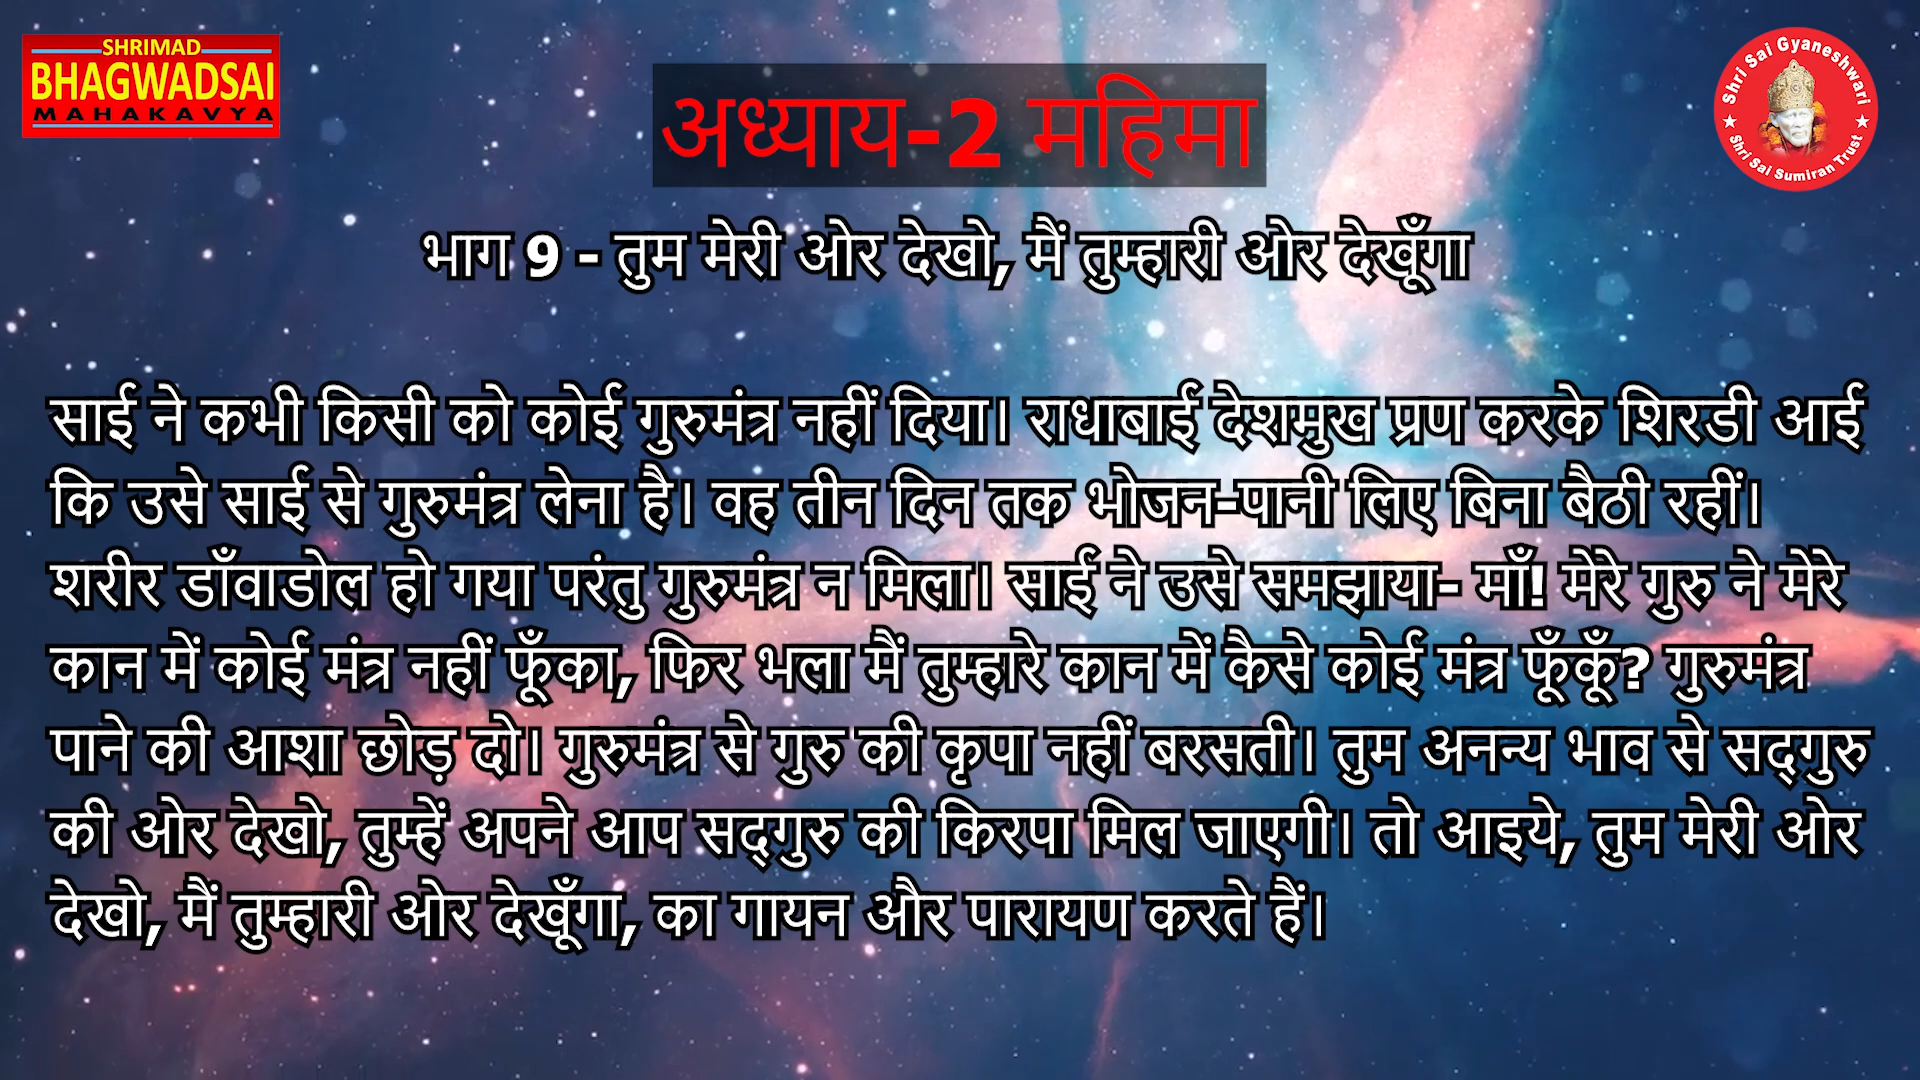 SHRIMAD
BHAGWADSAI
MAHAKAVYA
Shri Sai Gyaneshwari
Shri Sai Sumiran Trust
अध्याय-2 महिमा
भाग 9 - तुम मेरी ओर देखो, मैं तुम्हारी ओर देखूँगा
साई ने कभी किसी को कोई गुरुमंत्र नहीं दिया। राधाबाई देशमुख प्रण करके शिरडी आई
कि उसे साई से गुरुमंत्र लेना है। वह तीन दिन तक भोजन-पानी लिए बिना बैठी रहीं।
शरीर डाँवाडोल हो गया परंतु गुरुमंत्र न मिला। साई ने उसे समझाया- माँ! मेरे गुरु ने मेरे
कान में कोई मंत्र नहीं फूँका, फिर भला मैं तुम्हारे कान में कैसे कोई मंत्र फूँकूँ? गुरुमंत्र
पाने की आशा छोड़ दो। गुरुमंत्र से गुरु की कृपा नहीं बरसती। तुम अनन्य भाव से सद्गुरु
की ओर देखो, तुम्हें अपने आप सद्गुरु की किरपा मिल जाएगी। तो आइये, तुम मेरी ओर
देखो, मैं तुम्हारी ओर देखूँगा, का गायन और पारायण करते हैं।